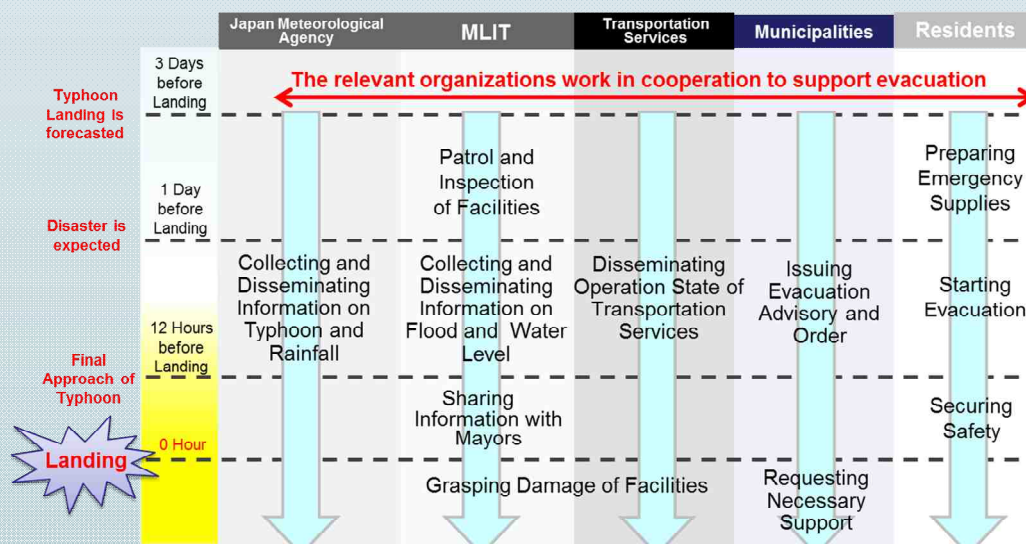 Japan Meteorological
Agency
MLIT
Transportation
Services
Municipalities
Residents
3 Days
before
Landing
The relevant organizations work in cooperation to support evacuation
Typhoon
Landing is
forecasted
Patrol and
Inspection
of Facilities
Preparing
Emergency
Supplies
1 Day
before
Landing
Disaster is
expected
Collecting and
Disseminating
Information on
Typhoon and
Rainfall
Collecting and
Disseminating
Information on
Flood and Water
Level
Disseminating
Operation State of
Transportation
Services
Issuing
Evacuation
Advisory and
Order
Starting
Evacuation
12 Hours
before
Landing
Final
Approach of
Typhoon
Sharing
Information with
Mayors
Securing
Safety
0 Hour
Landing
Grasping Damage of Facilities
Requesting
Necessary
Support